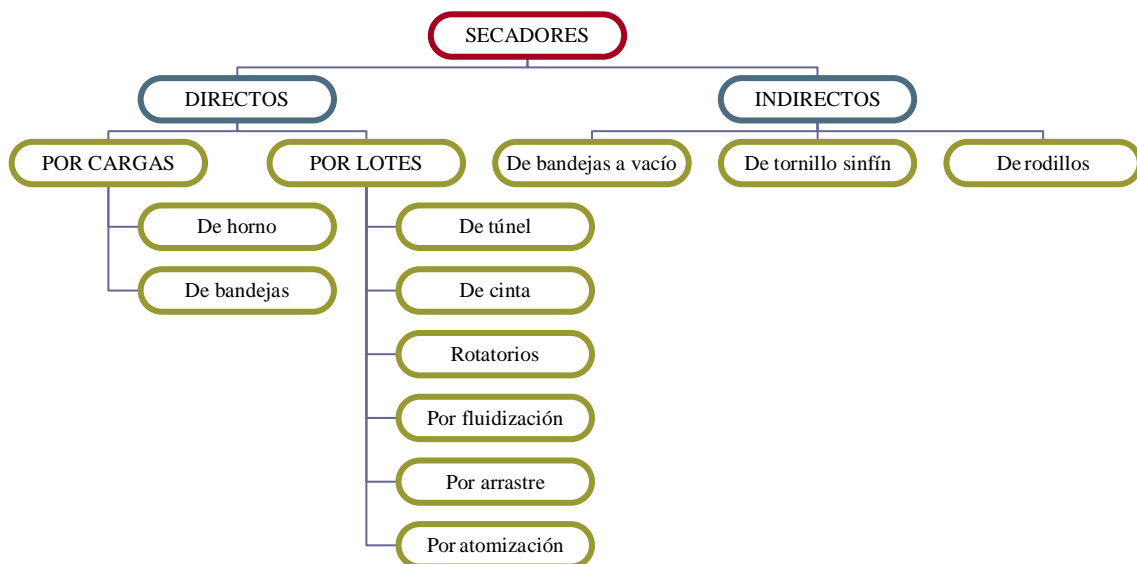 SECADORES
DIRECTOS
INDIRECTOS
POR CARGAS
POR LOTES
De bandejas a vacío
De tornillo sinfín
De rodillos
De horno
De túnel
De bandejas
De cinta
Rotatorios
Por fluidización
Por arrastre
Por atomización